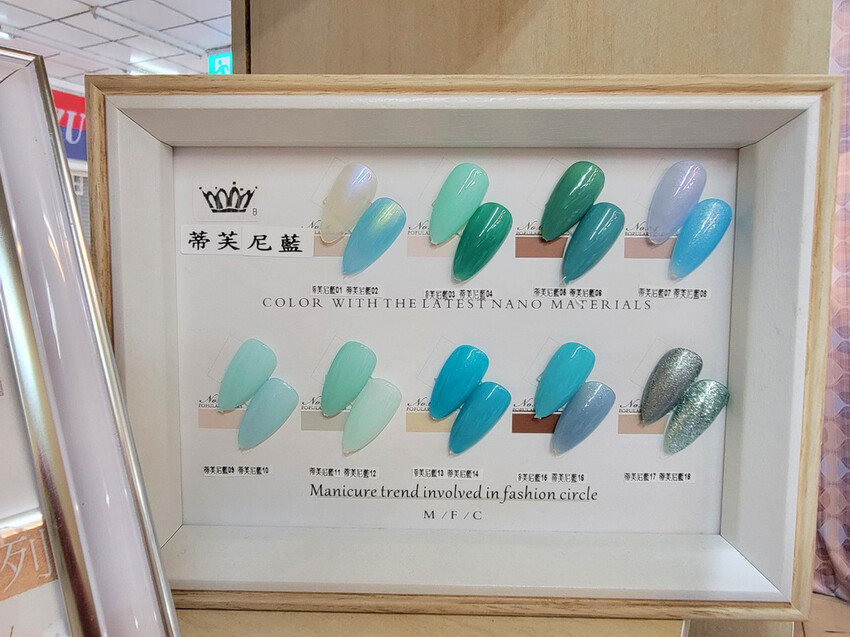 B
蒂芙尼藍
蒂芙尼藍01 蒂芙尼藍02
蒂芙尼藍03 蒂芙尼藍04
蒂芙尼藍05 蒂芙尼藍06
蒂芙尼藍07 蒂芙尼藍08
COLOR WITH THE LATEST NANO MATERIALS
蒂芙尼藍09 蒂芙尼藍10
蒂芙尼藍11 蒂芙尼藍12
蒂芙尼藍13 蒂芙尼藍14
蒂芙尼藍15 蒂芙尼藍16
蒂芙尼藍17 蒂芙尼藍18
Manicure trend involved in fashion circle
M/F/C
列